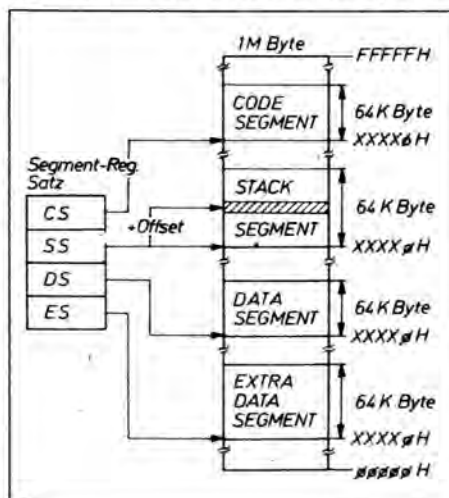 1M Byte
FFFFFH
CODE
SEGMENT
64K Byte
XXXXØH
Segment-Reg.
Satz
CS
SS
DS
ES
+Offset
STACK
SEGMENT
64K Byte
XXXXØH
DATA
SEGMENT
64K Byte
XXXXØH
EXTRA
DATA
SEGMENT
64K Byte
XXXXØH
ØØØØØH